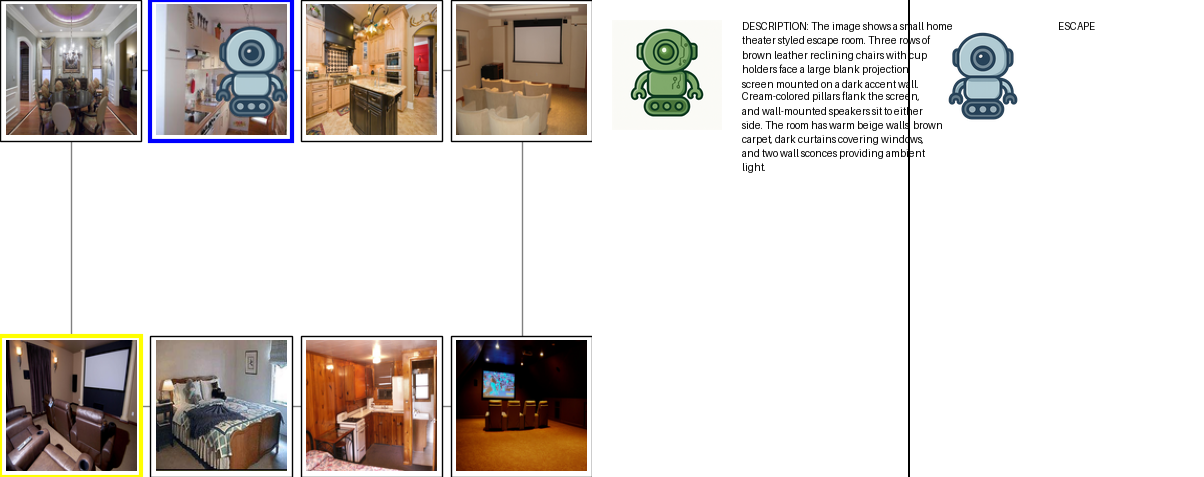 DESCRIPTION: The image shows a small home
theater styled escape room. Three rows of
brown leather reclining chairs with cup
holders face a large blank projection
screen mounted on a dark accent wall.
Cream-colored pillars flank the screen,
and wall-mounted speakers sit to either
side. The room has warm beige walls, brown
carpet, dark curtains covering windows,
and two wall sconces providing ambient
light.
ESCAPE